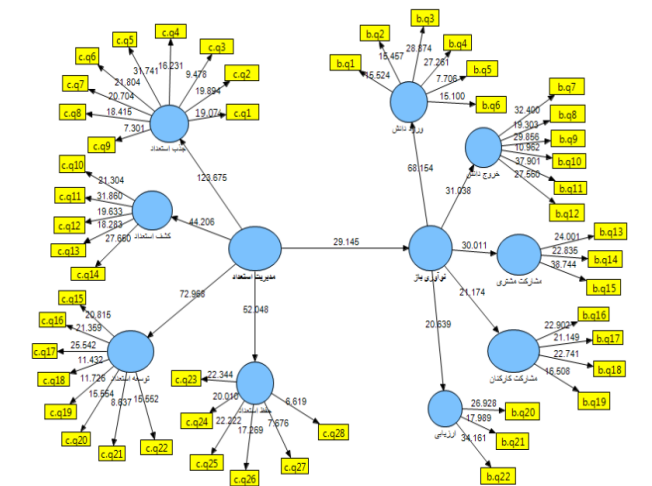 b.q3
c.q4
c.q5
c.q3
b.q2
b.q4
c.q6
28.874
16.231
15.457
31.741
9.478
27.281
b.q1
b.q5
c.q2
21.804
c.q7
15.524
7.706
b.q7
19.894
20.704
15.100
32.400
b.q6
b.q8
c.q8
18.415
c.q1
19.303
ورود دانش
29.856
b.q9
7.301
جذب استعداد
10.962
c.q9
b.q10
37.901
c.q10
خروج دانش
68.154
27.560
b.q11
123.675
21.304
31.038
c.q11
31.860
b.q12
19.633
44.206
c.q12
18.283
24.001
b.q13
27.660
کشف استعداد
29.145
30.011
22.835
c.q13
b.q14
38.744
c.q14
مدیریت استعداد
نوآوری باز
مشارکت مشتری
b.q15
21.174
c.q15
72.968
20.815
52.048
20.639
22.902
b.q16
c.q16
21.369
21.149
b.q17
c.q17
25.542
22.741
b.q18
c.q18
11.432
توسعه استعداد
c.q23
22.344
مشارکت کارکنان
16.508
11.726
15.554
15.552
8.637
20.010
حفظ استعداد
6.619
26.928
b.q19
c.q19
b.q20
c.q24
17.989
22.222
7.676
c.q28
ارزیابی
34.161
c.q20
17.269
b.q21
c.q21
c.q22
c.q25
c.q27
b.q22
c.q26